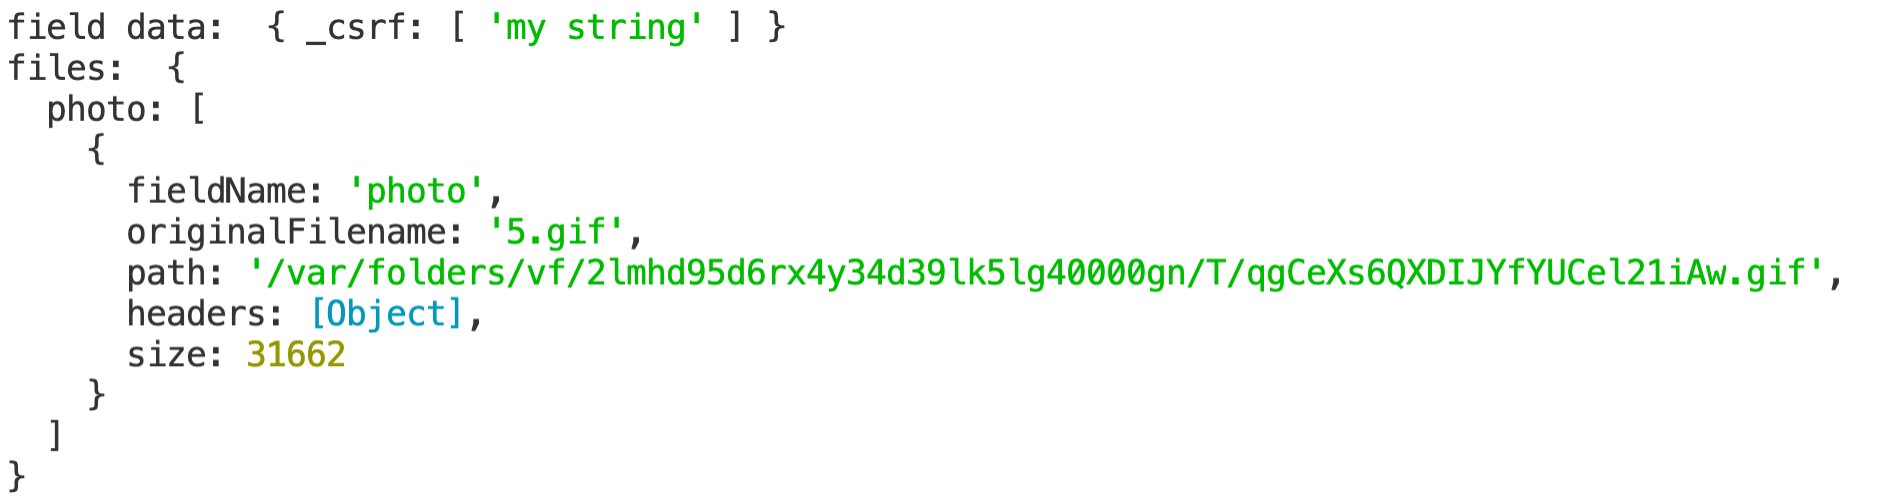 field data:  { _csrf: [ 'my string' ] }
files:  {
  photo: [
    {
      fieldName: 'photo',
      originalFilename: '5.gif',
      path: '/var/folders/vf/2lmhd95d6rx4y34d39lk5lg40000gn/T/qgCeXs6QXDIJYfYUCel21iAw.gif',
      headers: [Object],
      size: 31662
    }
  ]
}